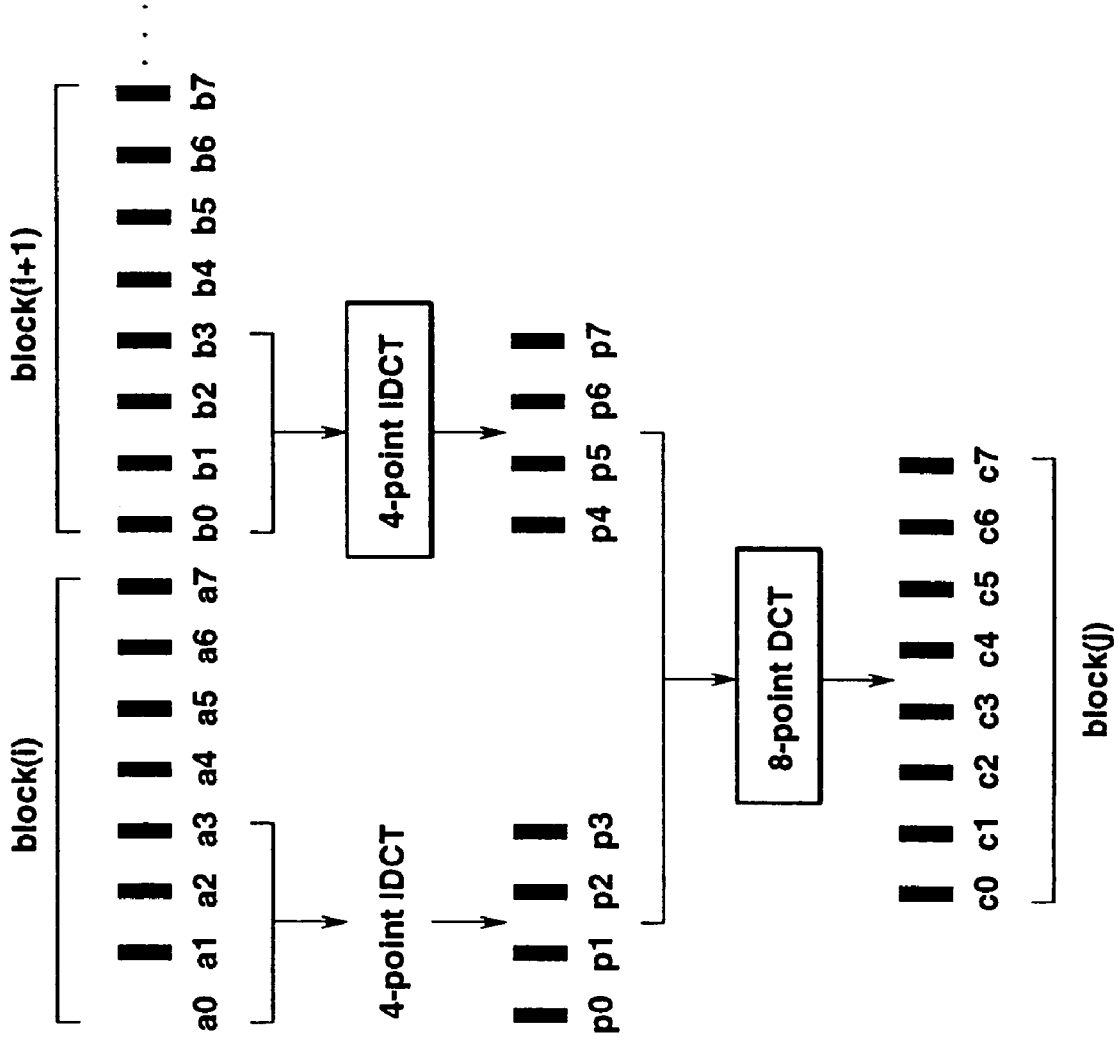 block(i) block(i+1)
a0 a1 a2 a3 a4 a5 a6 a7 b0 b1 b2 b3 b4 b5 b6 b7 . . .
4-point IDCT 4-point IDCT
p0 p1 p2 p3 p4 p5 p6 p7
8-point DCT
c0 c1 c2 c3 c4 c5 c6 c7
block(j)